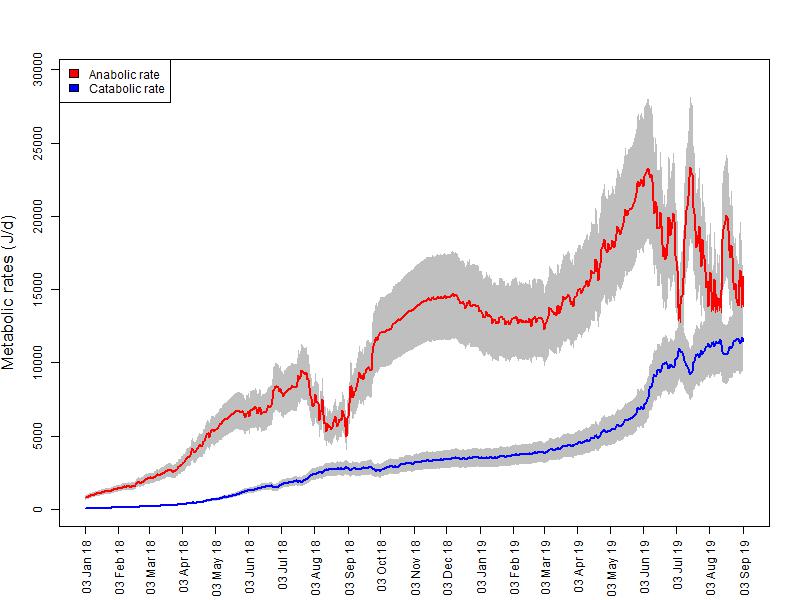 Anabolic rate
Catabolic rate
Metabolic rates (J/d)
30000
25000
20000
15000
10000
5000
0
03 Jan 18
03 Feb 18
03 Mar 18
03 Apr 18
03 May 18
03 Jun 18
03 Jul 18
03 Aug 18
03 Sep 18
03 Oct 18
03 Nov 18
03 Dec 18
03 Jan 19
03 Feb 19
03 Mar 19
03 Apr 19
03 May 19
03 Jun 19
03 Jul 19
03 Aug 19
03 Sep 19